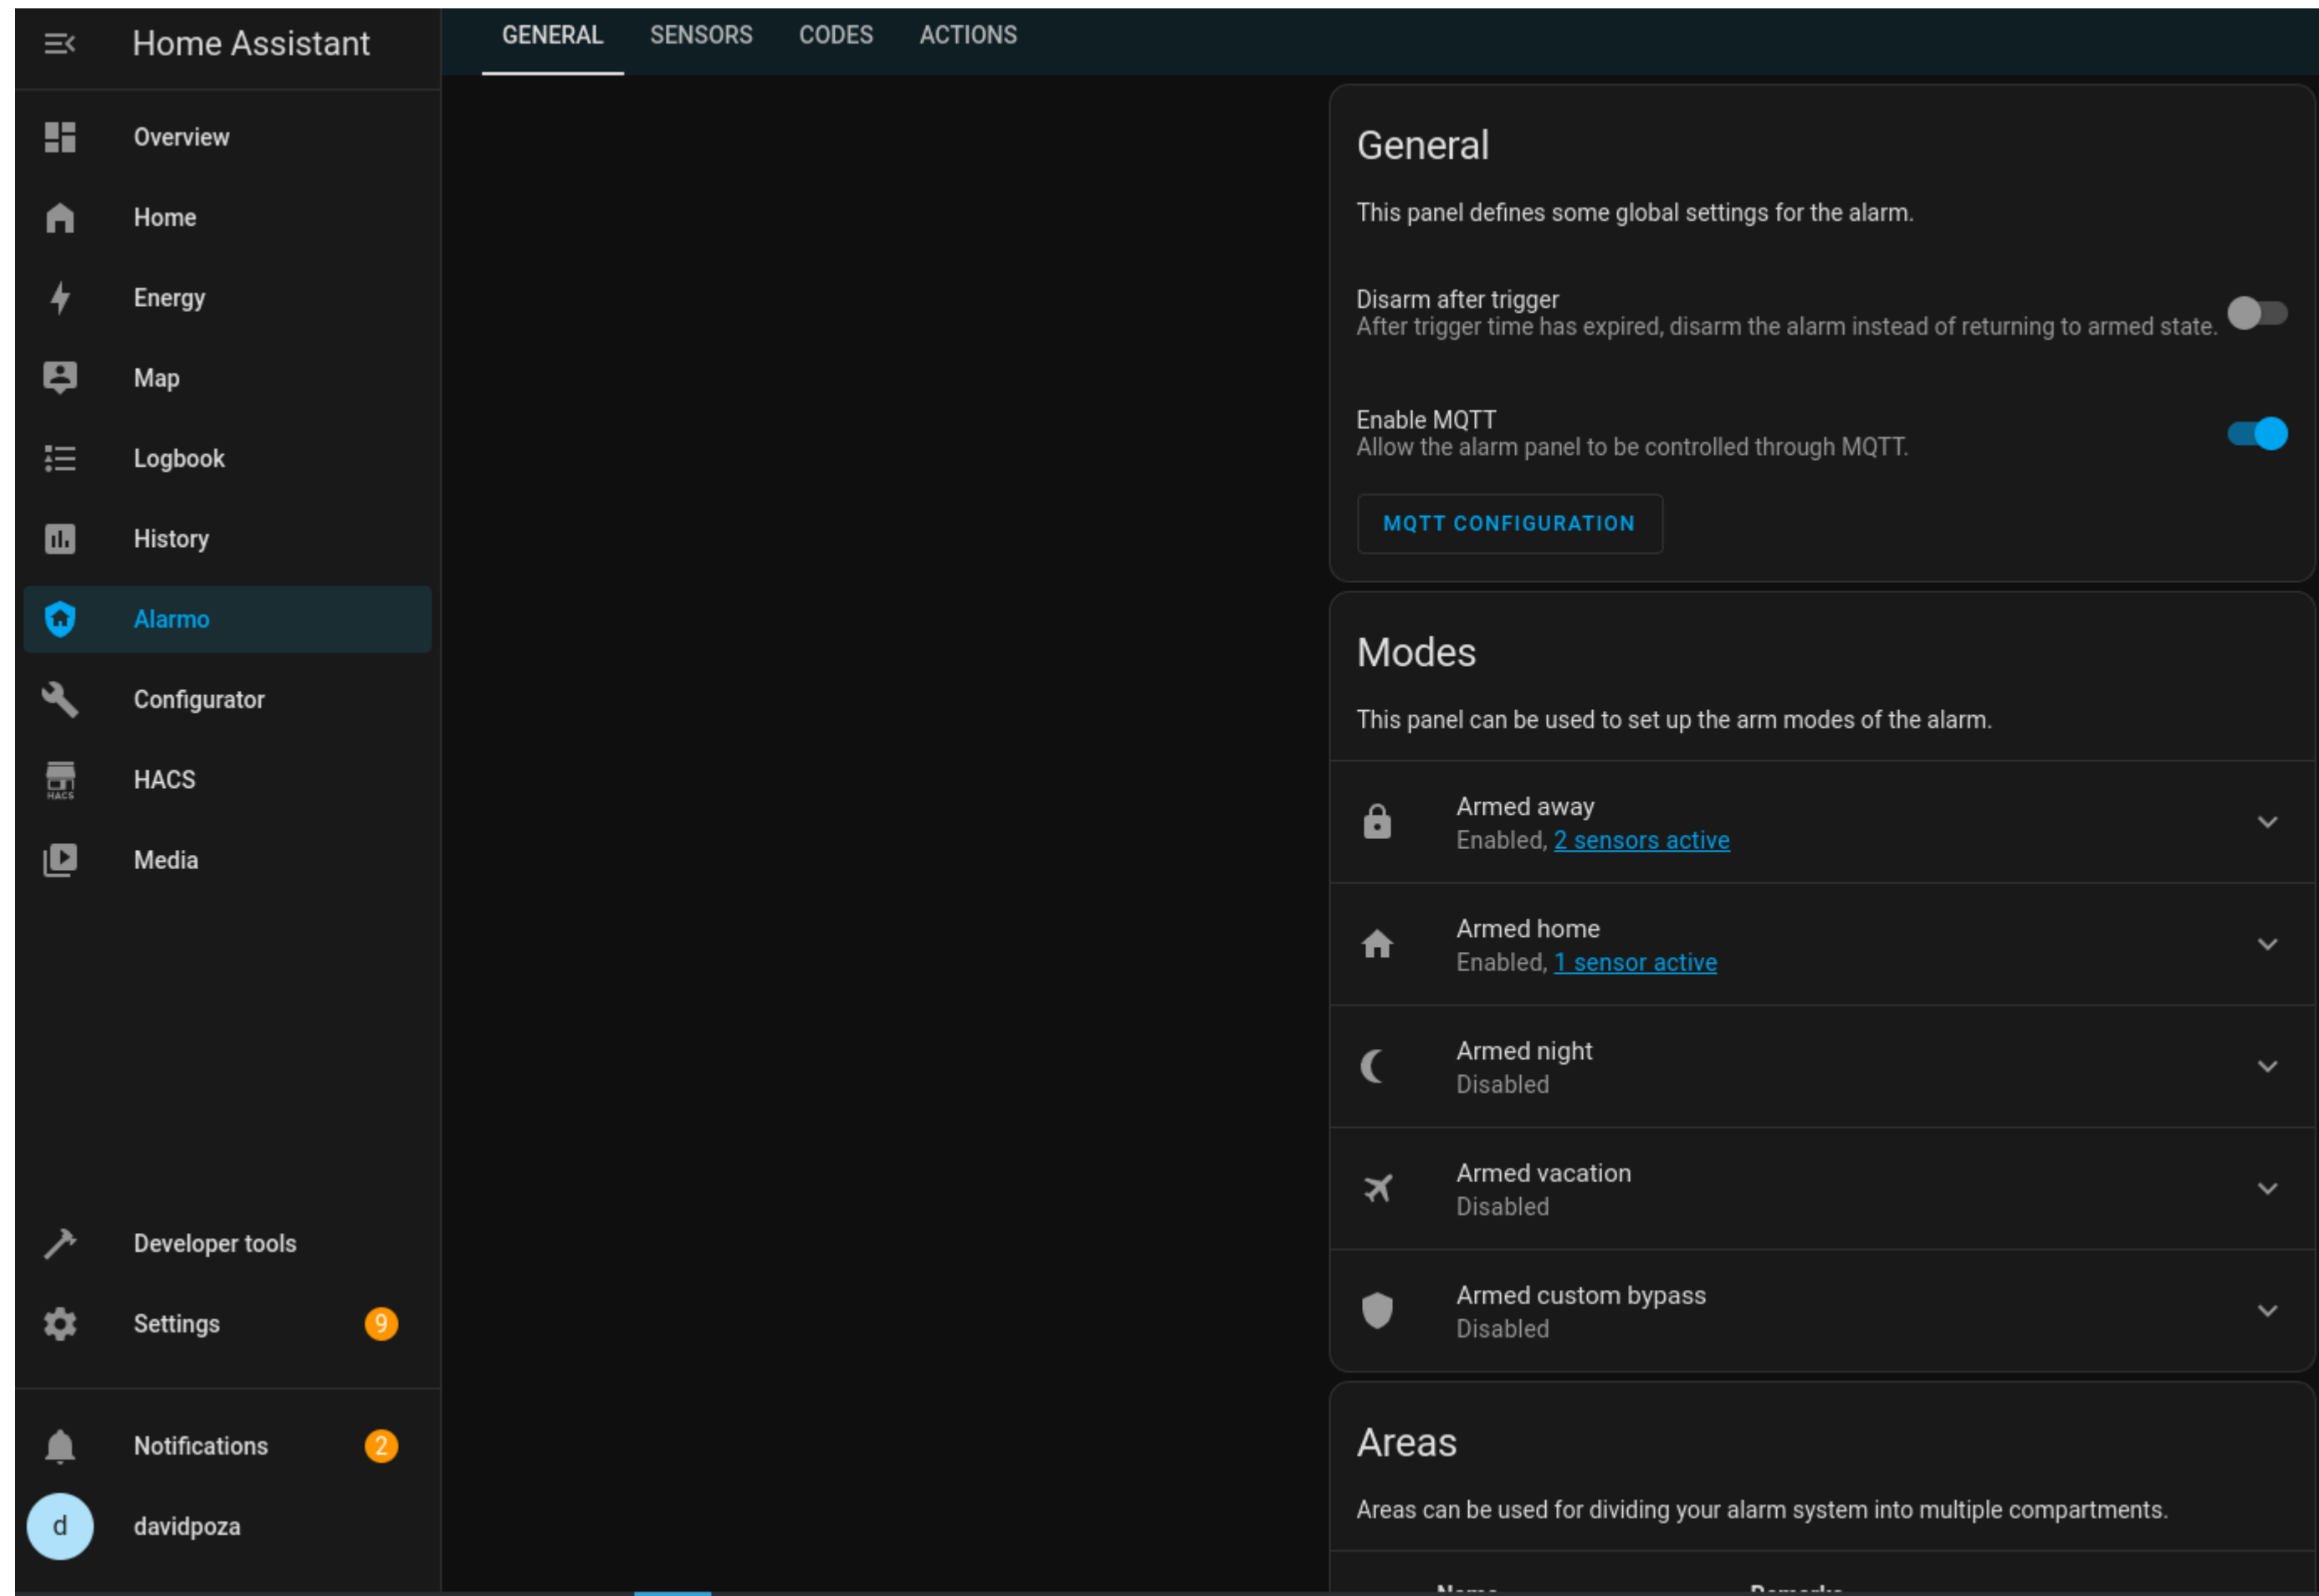 Home Assistant
GENERAL SENSORS CODES ACTIONS
Overview
Home
Energy
Map
Logbook
History
Alarmo
Configurator
HACS
HACS
Media
Developer tools
Settings 9
Notifications 2
d davidpoza
General
This panel defines some global settings for the alarm.
Disarm after trigger
After trigger time has expired, disarm the alarm instead of returning to armed state.
Enable MQTT
Allow the alarm panel to be controlled through MQTT.
MQTT CONFIGURATION
Modes
This panel can be used to set up the arm modes of the alarm.
Armed away
Enabled, 2 sensors active
Armed home
Enabled, 1 sensor active
Armed night
Disabled
Armed vacation
Disabled
Armed custom bypass
Disabled
Areas
Areas can be used for dividing your alarm system into multiple compartments.
Name Remarks